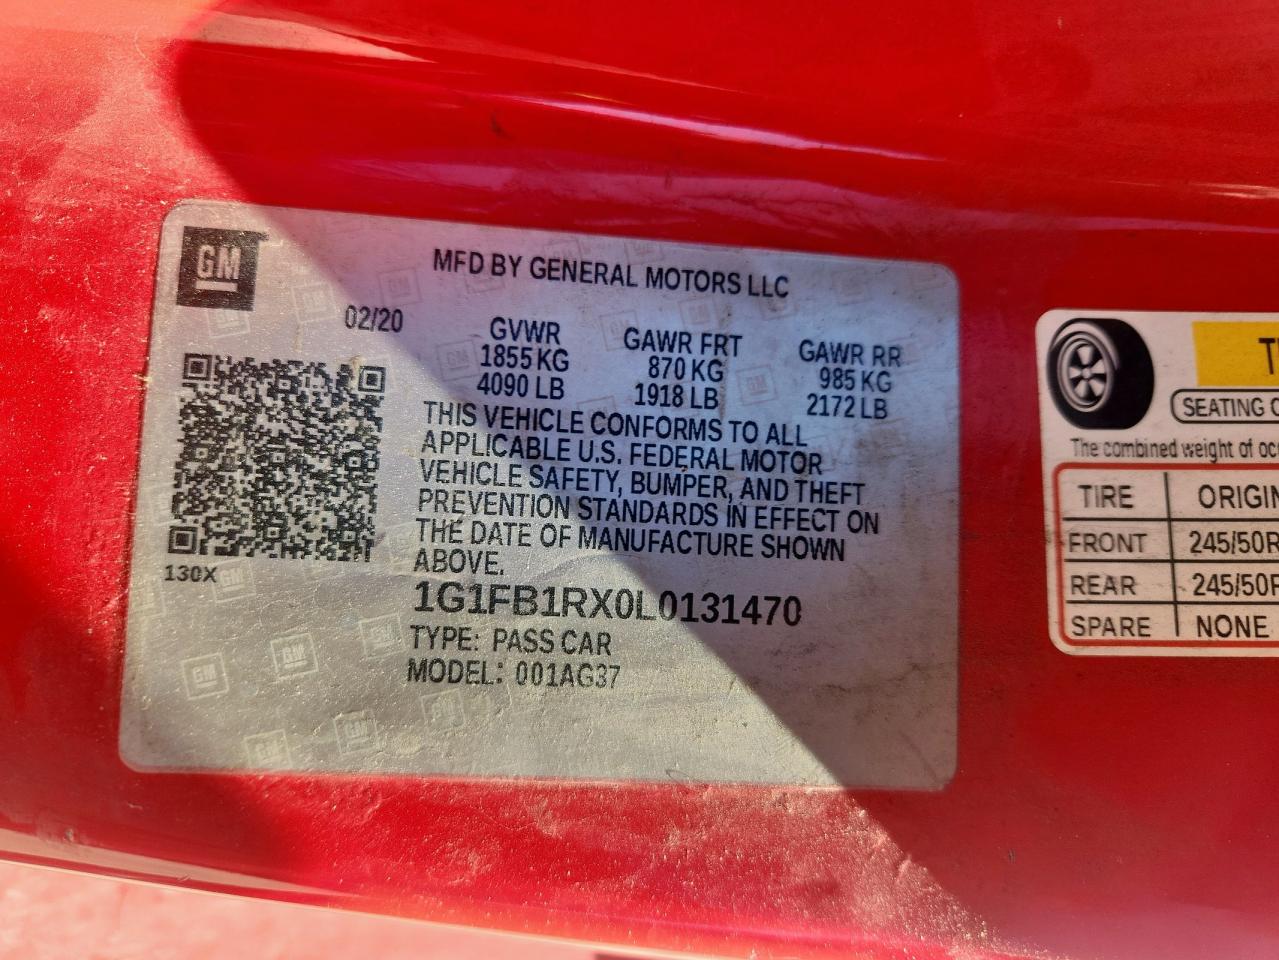 GM
MFD BY GENERAL MOTORS LLC
02/20
GVWR GAWR FRT GAWR RR
1855 KG 870 KG 985 KG
4090 LB 1918 LB 2172 LB
THIS VEHICLE CONFORMS TO ALL
APPLICABLE U.S. FEDERAL MOTOR
VEHICLE SAFETY, BUMPER, AND THEFT
PREVENTION STANDARDS IN EFFECT ON
THE DATE OF MANUFACTURE SHOWN
ABOVE.
130X
1G1FB1RX0L0131470
TYPE: PASS CAR
MODEL: 001AG37
SEATING
The combined weight of
TIRE
FRONT 245/50R
REAR 245/50
SPARE NONE